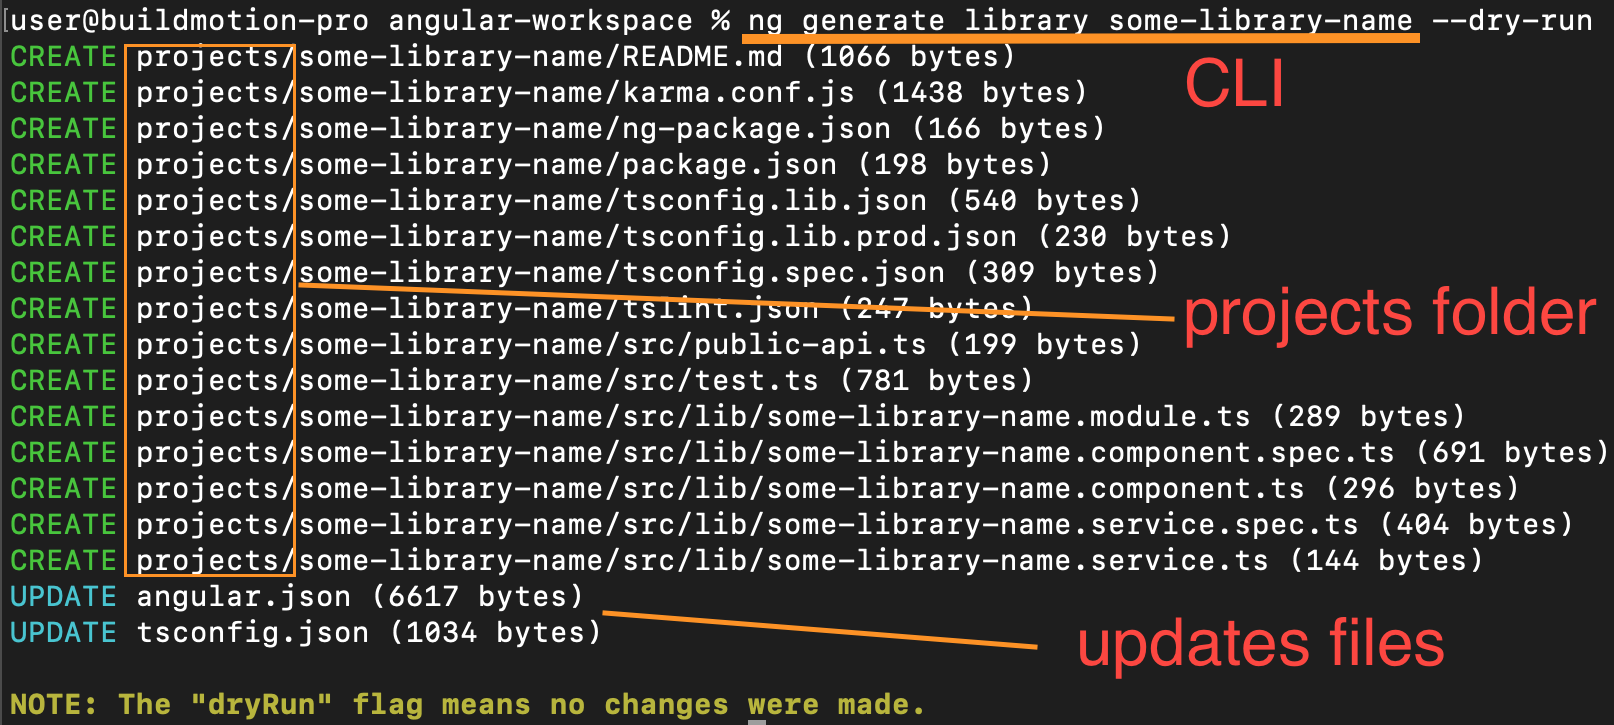 user@buildmotion-pro angular-workspace % ng generate library some-library-name --dry-run
CREATE projects/some-library-name/README.md (1066 bytes)
CLI
CREATE projects/some-library-name/karma.conf.js (1438 bytes)
CREATE projects/some-library-name/ng-package.json (166 bytes)
CREATE projects/some-library-name/package.json (198 bytes)
CREATE projects/some-library-name/tsconfig.lib.json (540 bytes)
CREATE projects/some-library-name/tsconfig.lib.prod.json (230 bytes)
CREATE projects/some-library-name/tsconfig.spec.json (309 bytes)
CREATE projects/some-library-name/tslint.json (247 bytes)
projects folder
CREATE projects/some-library-name/src/public-api.ts (199 bytes)
CREATE projects/some-library-name/src/test.ts (781 bytes)
CREATE projects/some-library-name/src/lib/some-library-name.module.ts (289 bytes)
CREATE projects/some-library-name/src/lib/some-library-name.component.spec.ts (691 bytes)
CREATE projects/some-library-name/src/lib/some-library-name.component.ts (296 bytes)
CREATE projects/some-library-name/src/lib/some-library-name.service.spec.ts (404 bytes)
CREATE projects/some-library-name/src/lib/some-library-name.service.ts (144 bytes)
UPDATE angular.json (6617 bytes)
UPDATE tsconfig.json (1034 bytes)
updates files
NOTE: The "dryRun" flag means no changes were made.